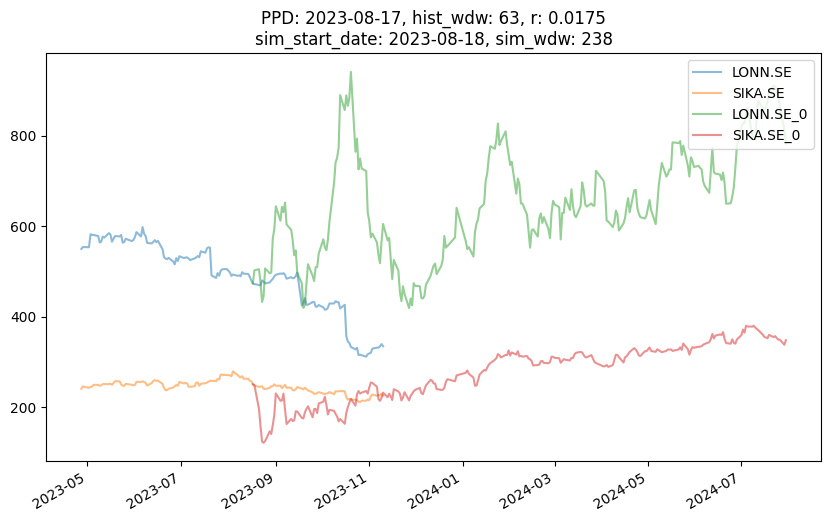 PPD: 2023-08-17, hist_wdw: 63, r: 0.0175
sim_start_date: 2023-08-18, sim_wdw: 238
LONN.SE
SIKA.SE
LONN.SE_0
SIKA.SE_0
800
600
400
200
2023-05
2023-07
2023-09
2023-11
2024-01
2024-03
2024-05
2024-07